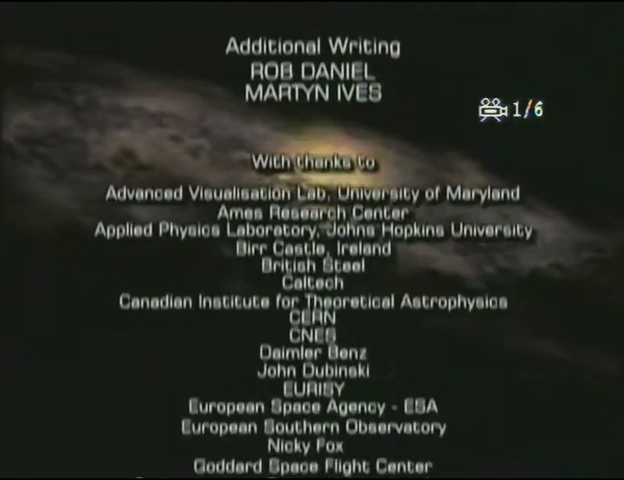 Additional Writing
ROB DANIEL
MARTYN IVES
1/6
With thanks to
Advanced Visualisation Lab, University of Maryland
Ames Research Center
Applied Physics Laboratory, Johns Hopkins University
Birr Castle, Ireland
British Steel
Caltech
Canadian Institute for Theoretical Astrophysics
CERN
CNES
Daimler Benz
John Dubinski
EURISY
European Space Agency - ESA
European Southern Observatory
Nicky Fox
Goddard Space Flight Center